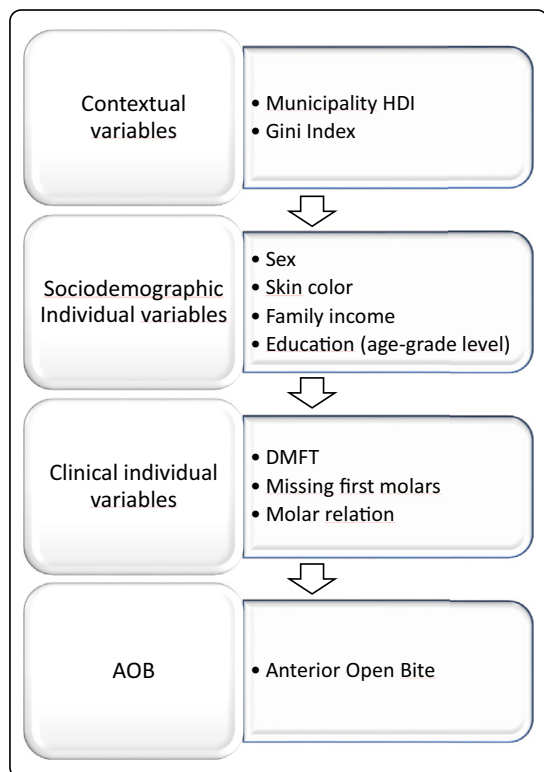 Contextual
variables
• Municipality HDI
• Gini Index
Sociodemographic
Individual variables
• Sex
• Skin color
• Family income
• Education (age-grade level)
Clinical individual
variables
• DMFT
• Missing first molars
• Molar relation
AOB
• Anterior Open Bite